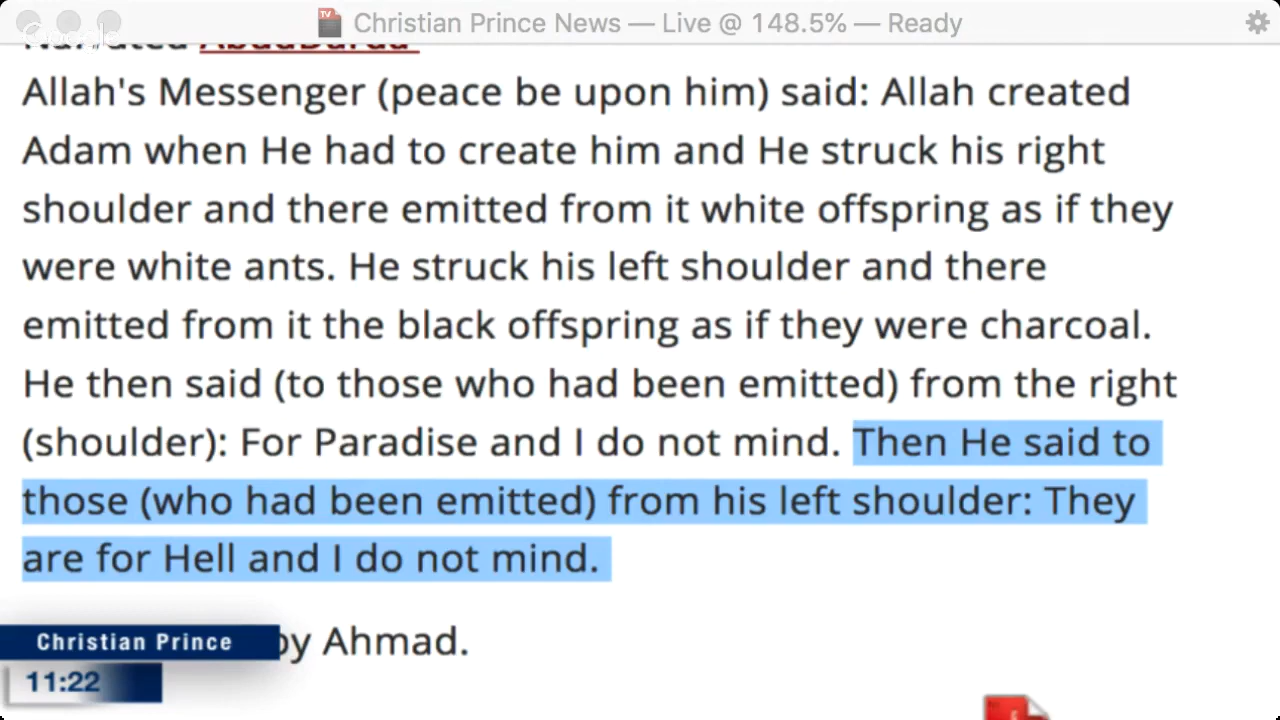 Christian Prince News — Live @ 148.5% — Ready
Google
Narrated AbudDarda'
Allah's Messenger (peace be upon him) said: Allah created
Adam when He had to create him and He struck his right
shoulder and there emitted from it white offspring as if they
were white ants. He struck his left shoulder and there
emitted from it the black offspring as if they were charcoal.
He then said (to those who had been emitted) from the right
(shoulder): For Paradise and I do not mind. Then He said to
those (who had been emitted) from his left shoulder: They
are for Hell and I do not mind.
by Ahmad.
Christian Prince
11:22